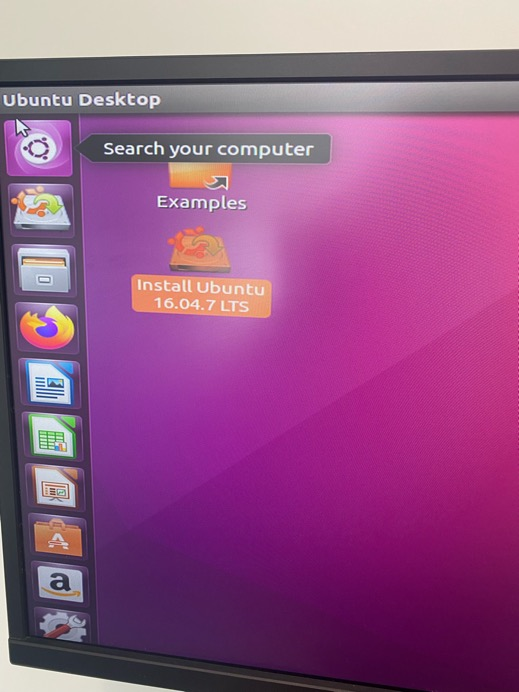 Ubuntu Desktop
Search your computer
Examples
Install Ubuntu
16.04.7 LTS
A
a